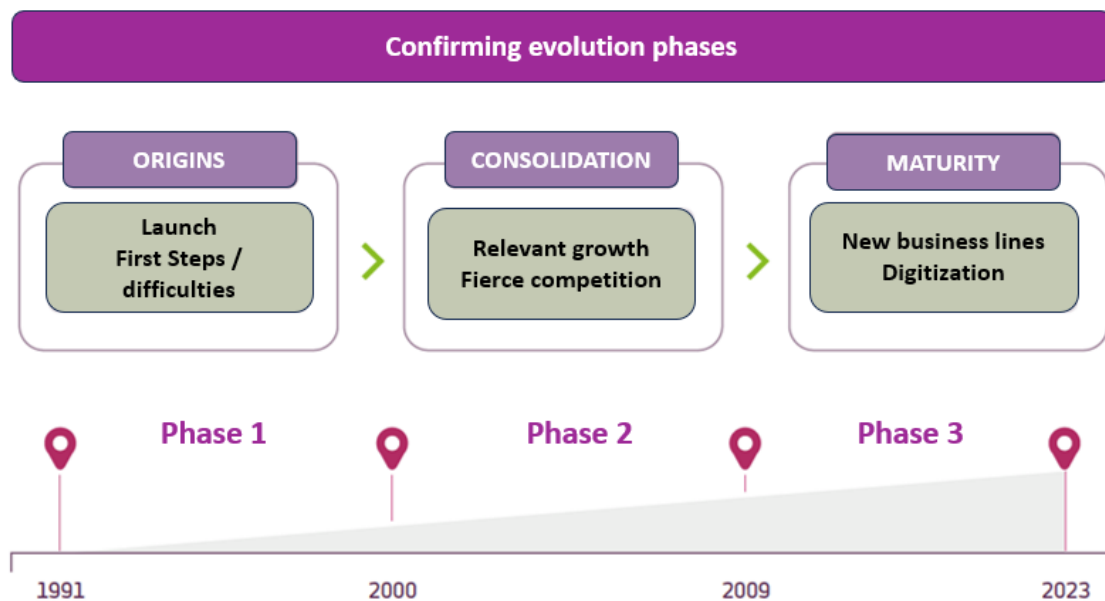 Confirming evolution phases
ORIGINS
Launch
First Steps /
difficulties
CONSOLIDATION
Relevant growth
Fierce competition
MATURITY
New business lines
Digitization
Phase 1
Phase 2
Phase 3
1991
2000
2009
2023